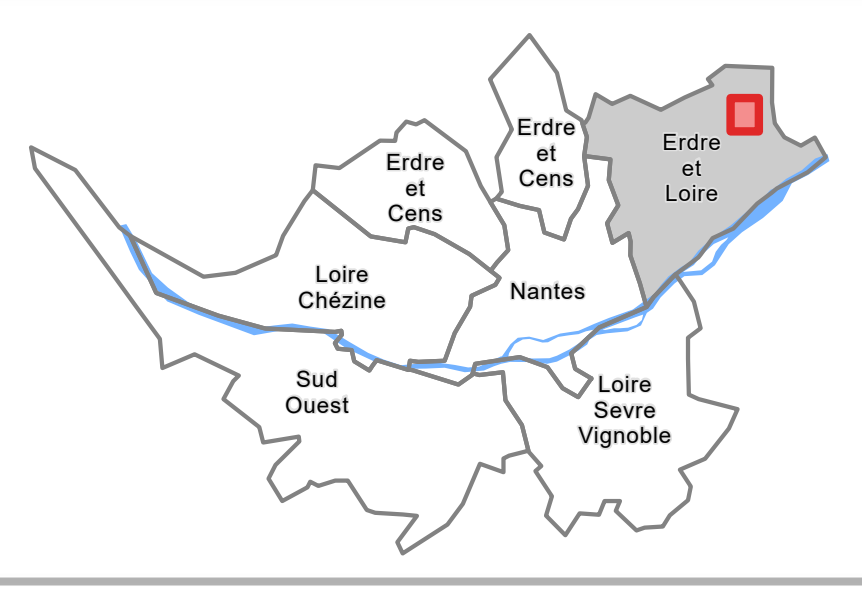 Erdre
et
Cens
Erdre
et
Loire
Erdre
et
Cens
Loire
Chézine
Nantes
Sud
Ouest
Loire
Sevre
Vignoble